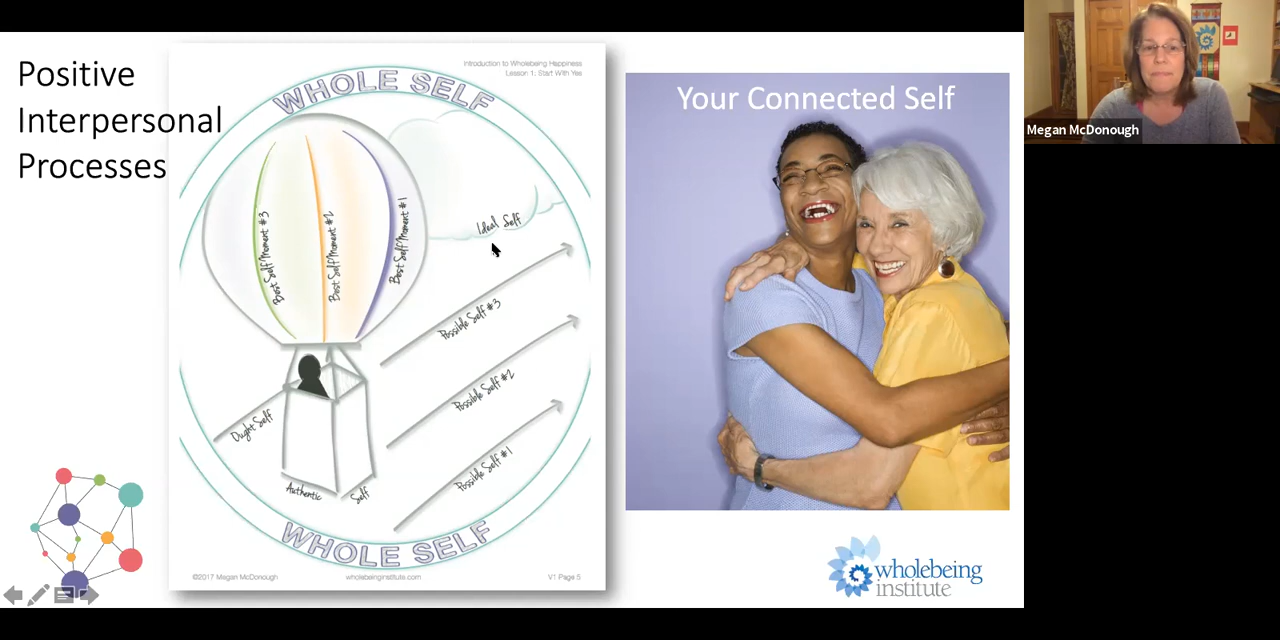 Positive
Interpersonal
Processes
Introduction to Wholebeing Happiness
Lesson 1: Start With Yes
WHOLE SELF
Best Self Moment #3
Best Self Moment #2
Best Self Moment #1
Ideal Self
Possible Self #3
Possible Self #2
Possible Self #1
Ought Self
Authentic Self
WHOLE SELF
©2017 Megan McDonough
wholebeinginstitute.com
V1 Page 5
Your Connected Self
wholebeing
institute
Megan McDonough